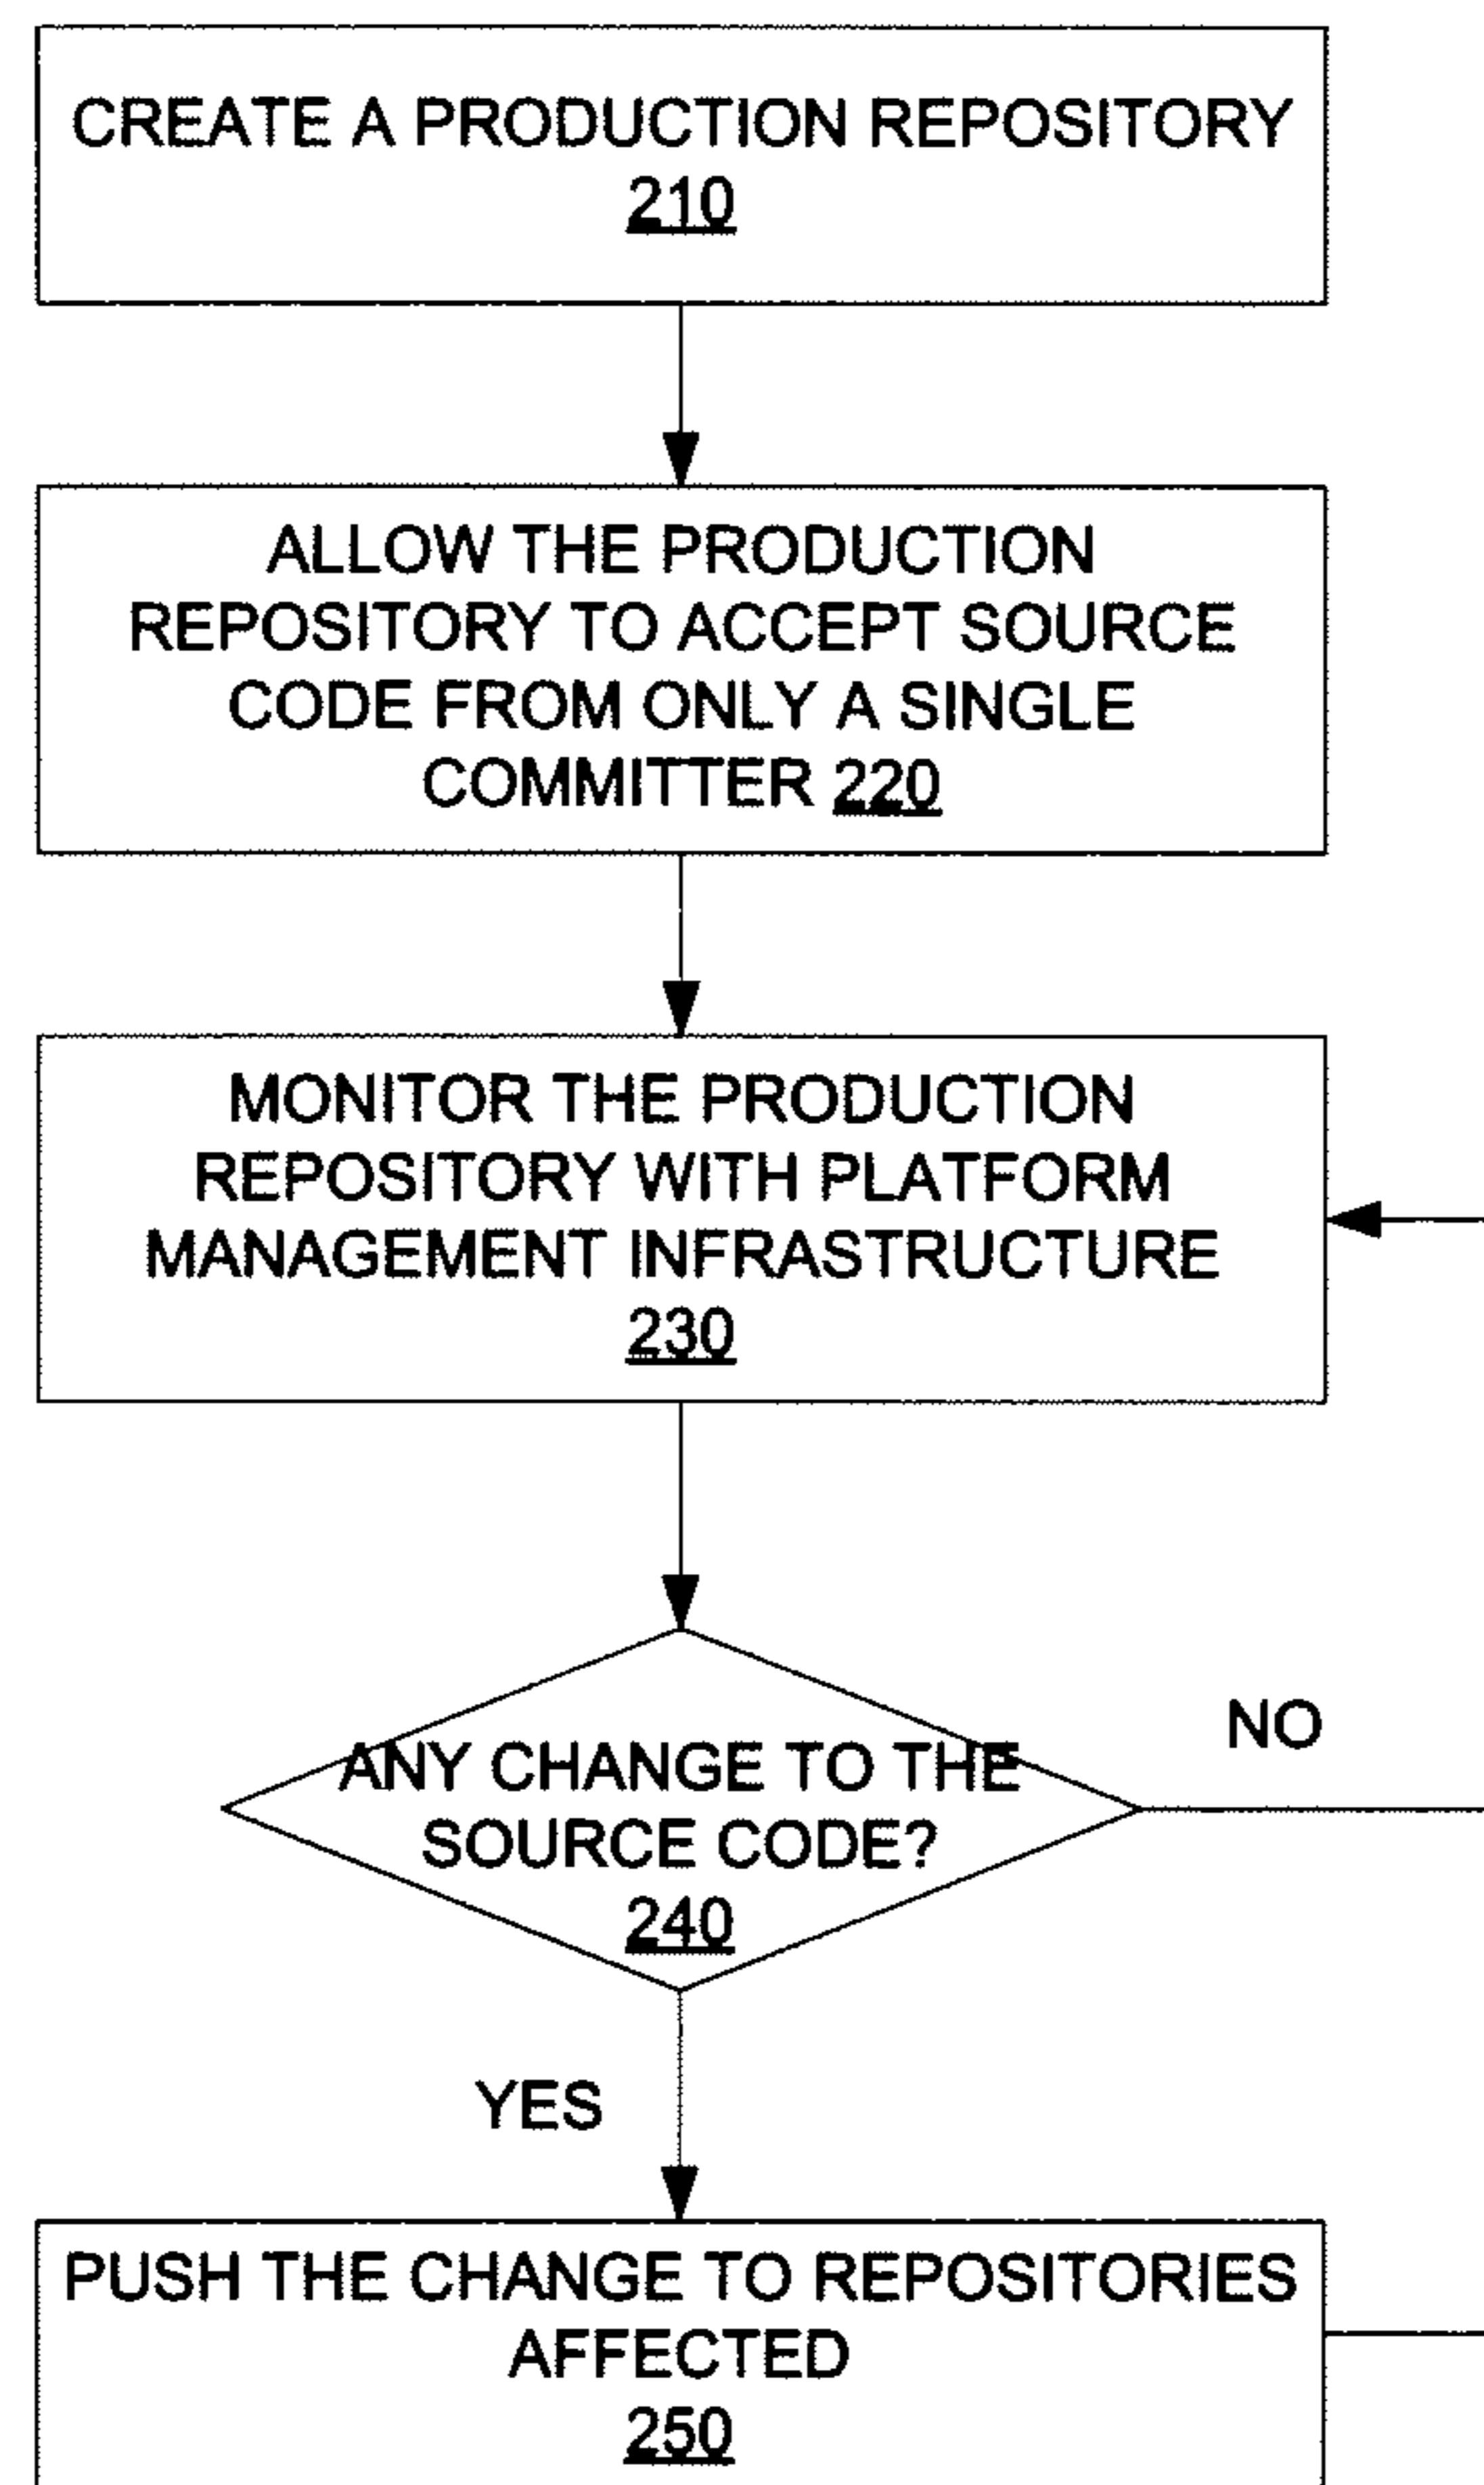 CREATE A PRODUCTION REPOSITORY
210
ALLOW THE PRODUCTION
REPOSITORY TO ACCEPT SOURCE
CODE FROM ONLY A SINGLE
COMMITTER 220
MONITOR THE PRODUCTION
REPOSITORY WITH PLATFORM
MANAGEMENT INFRASTRUCTURE
230
ANY CHANGE TO THE
SOURCE CODE?
240
NO
YES
PUSH THE CHANGE TO REPOSITORIES
AFFECTED
250